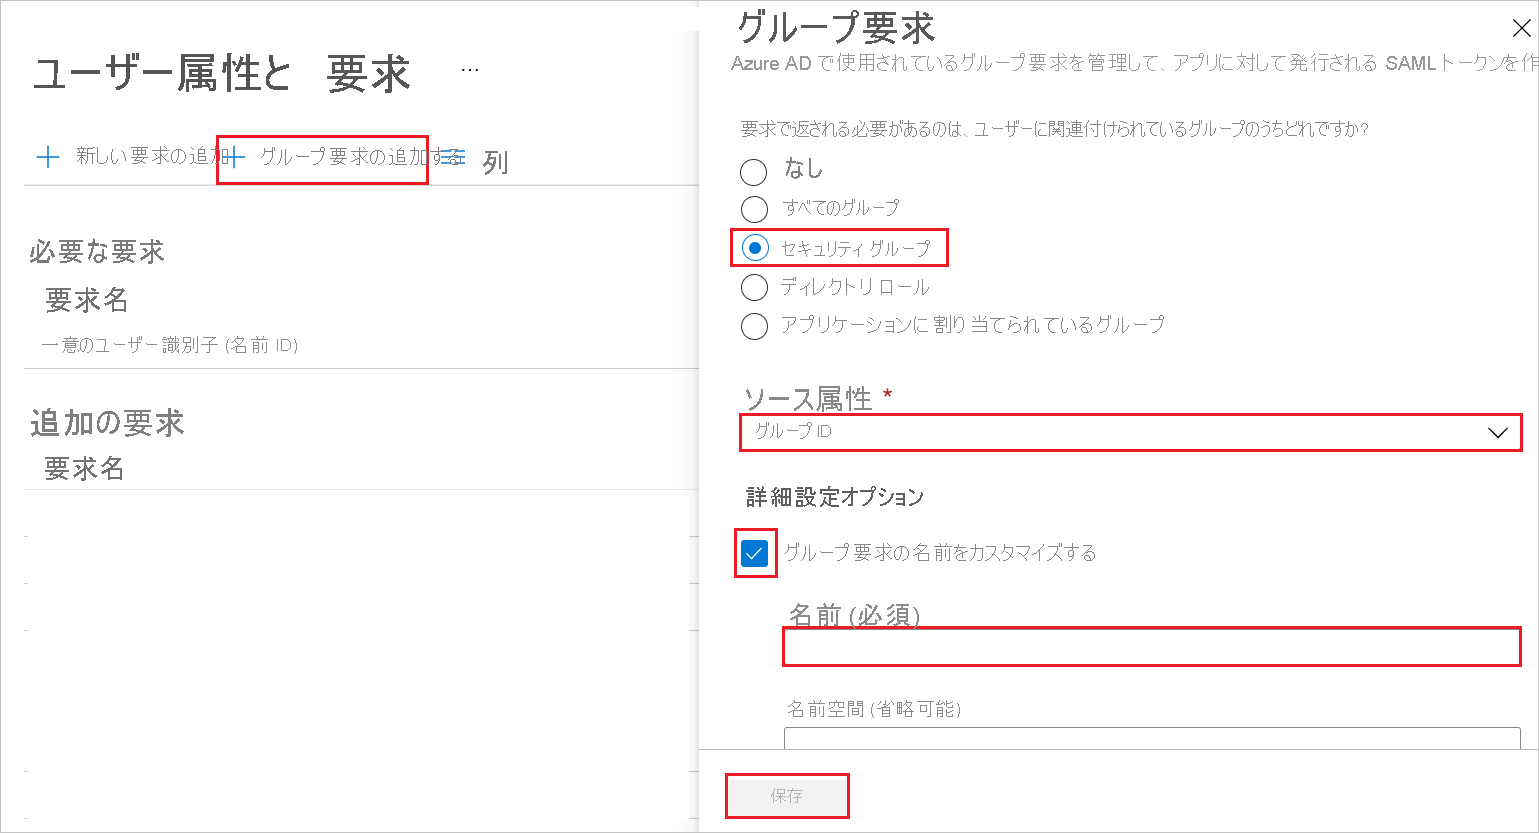 ユーザー属性と 要求 ...
新しい要求の追加
グループ要求の追加する
列
必要な要求
要求名
一意のユーザー識別子 (名前 ID)
追加の要求
要求名
グループ要求
Azure AD で使用されているグループ要求を管理して、アプリに対して発行される SAML トークンを作
要求で返される必要があるのは、ユーザーに関連付けられているグループのうちどれですか?
なし
すべてのグループ
セキュリティ グループ
ディレクトリ ロール
アプリケーションに割り当てられているグループ
ソース属性 *
グループ ID
詳細設定オプション
グループ要求の名前をカスタマイズする
名前 (必須)
名前空間 (省略可能)
保存